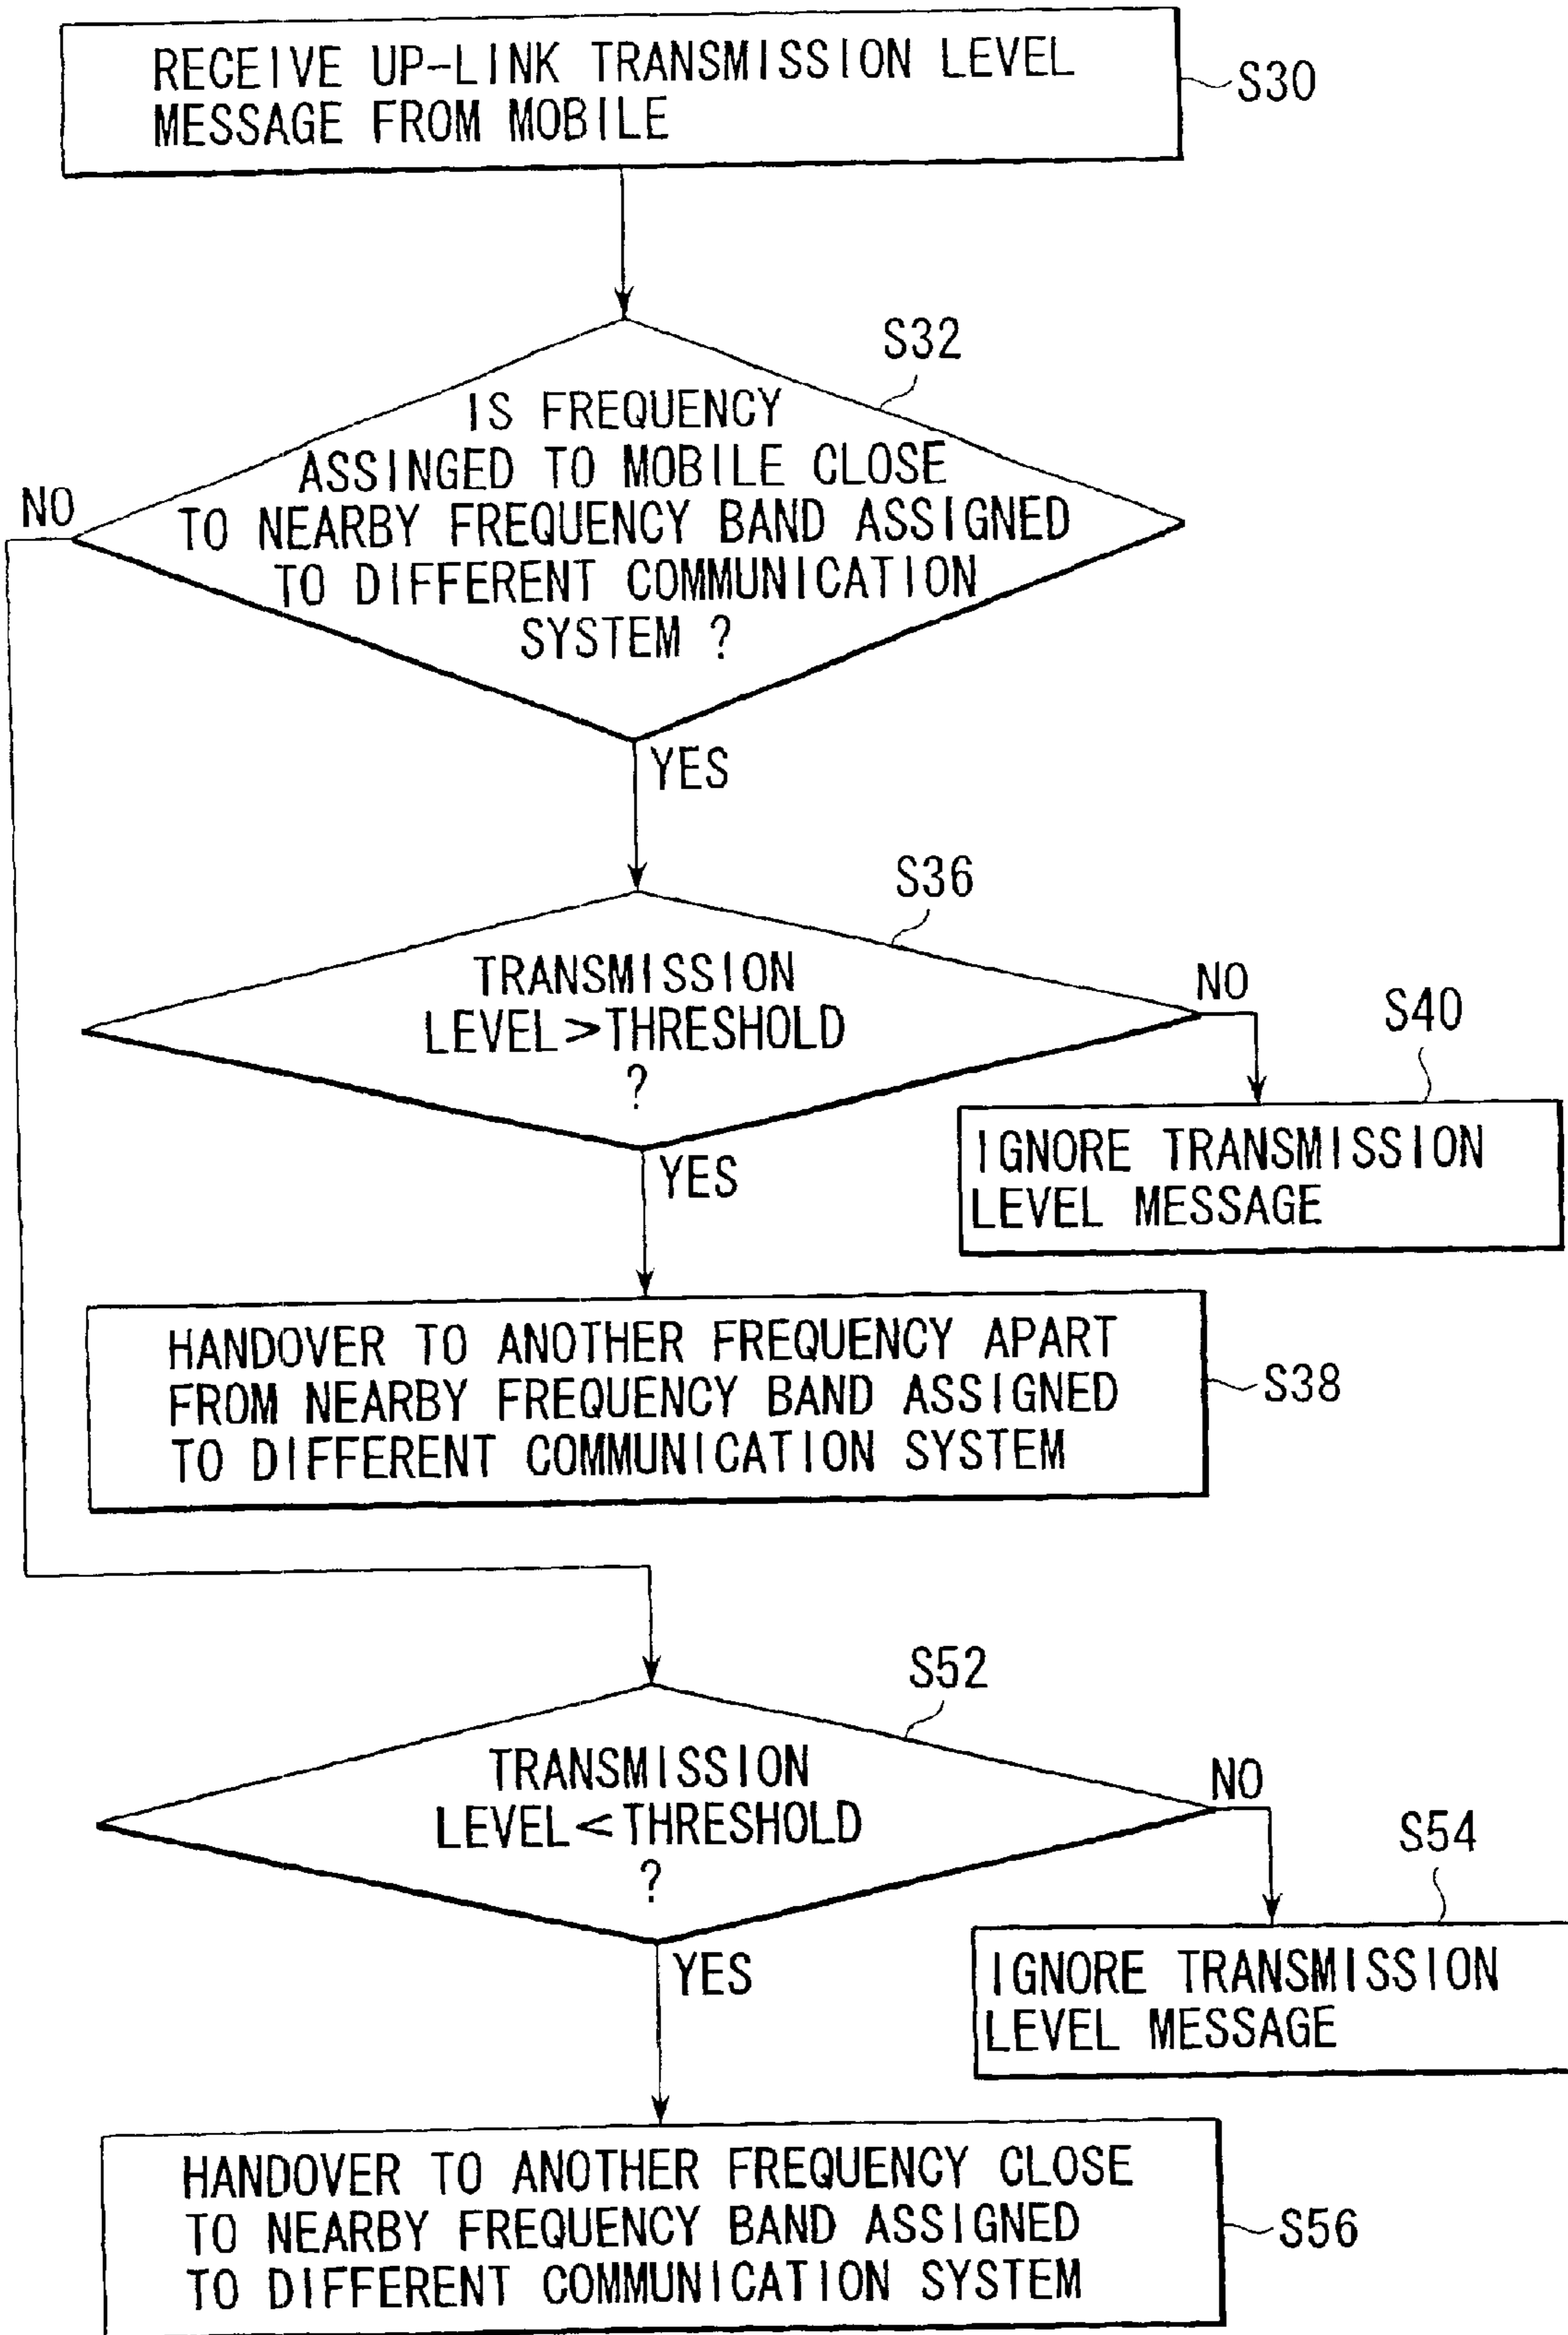 RECEIVE UP-LINK TRANSMISSION LEVEL
MESSAGE FROM MOBILE
S30
S32
IS FREQUENCY
ASSINGED TO MOBILE CLOSE
TO NEARBY FREQUENCY BAND ASSIGNED
TO DIFFERENT COMMUNICATION
SYSTEM ?
NO
YES
S36
TRANSMISSION
LEVEL>THRESHOLD
?
NO
S40
IGNORE TRANSMISSION
LEVEL MESSAGE
YES
HANDOVER TO ANOTHER FREQUENCY APART
FROM NEARBY FREQUENCY BAND ASSIGNED
TO DIFFERENT COMMUNICATION SYSTEM
S38
S52
TRANSMISSION
LEVEL<THRESHOLD
?
NO
S54
IGNORE TRANSMISSION
LEVEL MESSAGE
YES
HANDOVER TO ANOTHER FREQUENCY CLOSE
TO NEARBY FREQUENCY BAND ASSIGNED
TO DIFFERENT COMMUNICATION SYSTEM
S56